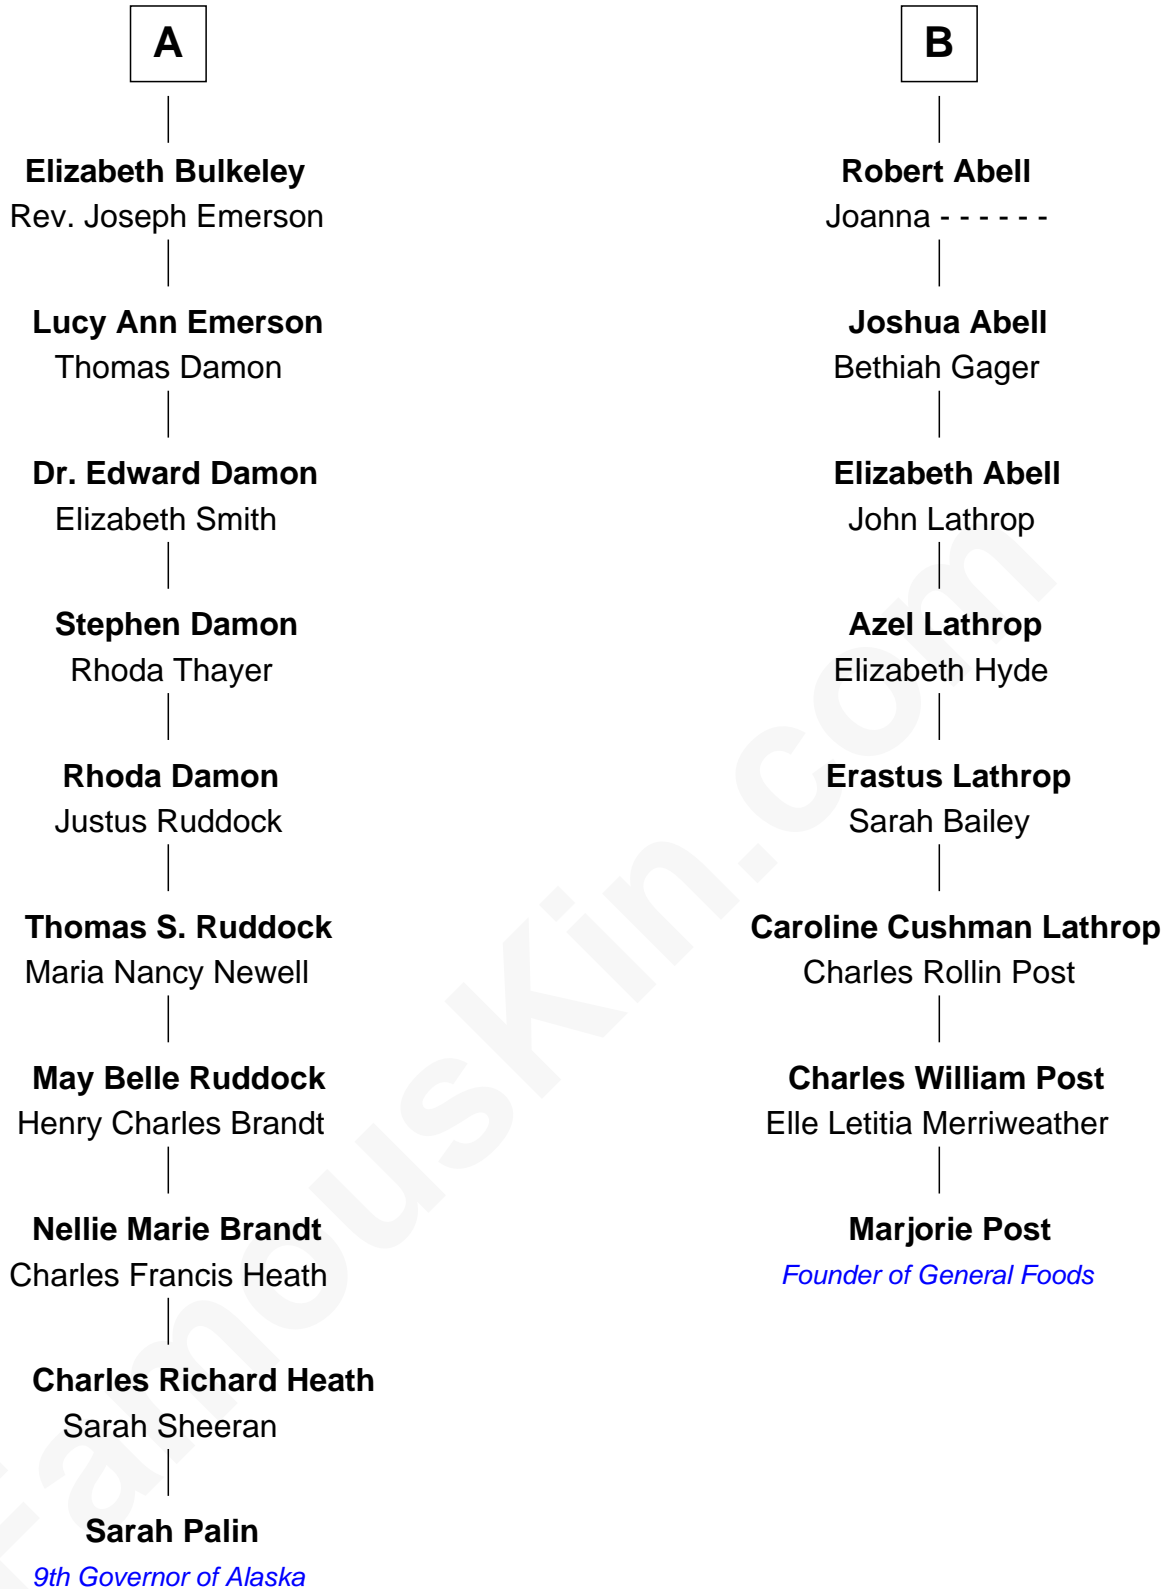 A
Elizabeth Bulkeley
Rev. Joseph Emerson
Lucy Ann Emerson
Thomas Damon
Dr. Edward Damon
Elizabeth Smith
Stephen Damon
Rhoda Thayer
Rhoda Damon
Justus Ruddock
Thomas S. Ruddock
Maria Nancy Newell
May Belle Ruddock
Henry Charles Brandt
Nellie Marie Brandt
Charles Francis Heath
Charles Richard Heath
Sarah Sheeran
Sarah Palin
9th Governor of Alaska
B
Robert Abell
Joanna - - - - - -
Joshua Abell
Bethiah Gager
Elizabeth Abell
John Lathrop
Azel Lathrop
Elizabeth Hyde
Erastus Lathrop
Sarah Bailey
Caroline Cushman Lathrop
Charles Rollin Post
Charles William Post
Elle Letitia Merriweather
Marjorie Post
Founder of General Foods
FamousKin.com